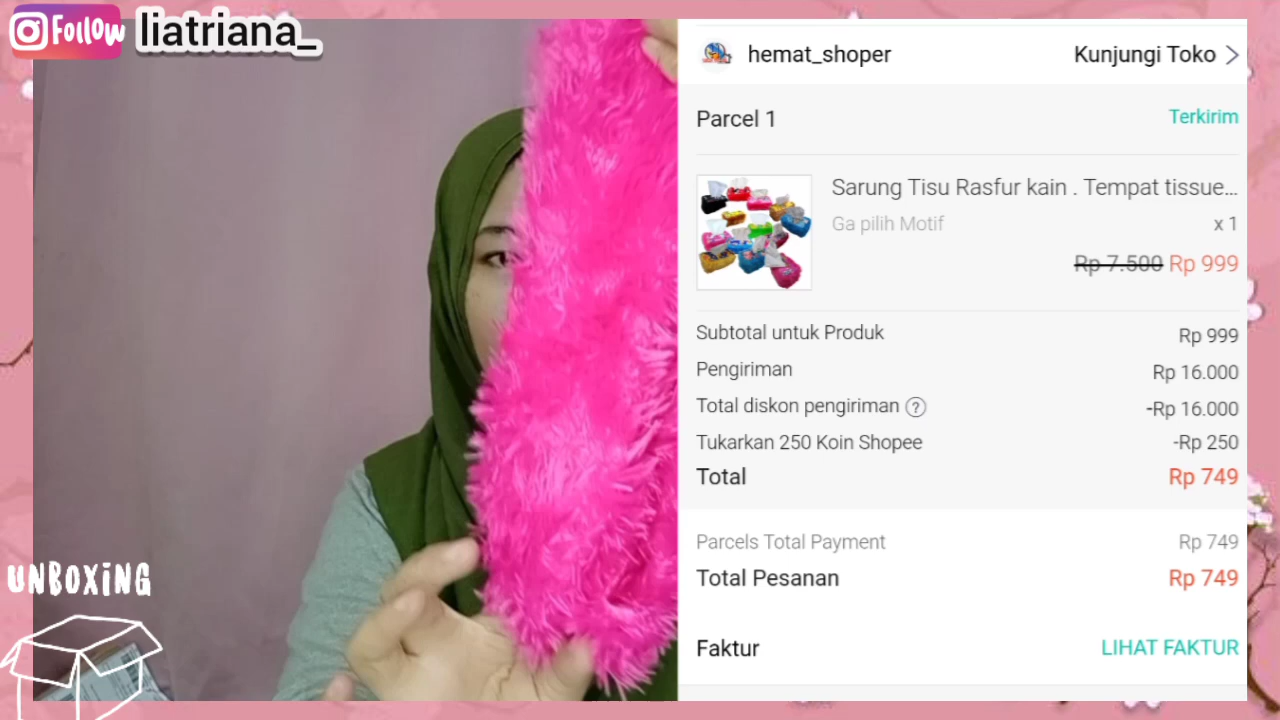 Follow liatriana_
hemat_shoper Kunjungi Toko
Parcel 1 Terkirim
Sarung Tisu Rasfur kain . Tempat tissue...
Ga pilih Motif x 1
Rp 7.500 Rp 999
Subtotal untuk Produk Rp 999
Pengiriman Rp 16.000
Total diskon pengiriman ? -Rp 16.000
Tukarkan 250 Koin Shopee -Rp 250
Total Rp 749
Parcels Total Payment Rp 749
Total Pesanan Rp 749
Faktur LIHAT FAKTUR
UNBOXING